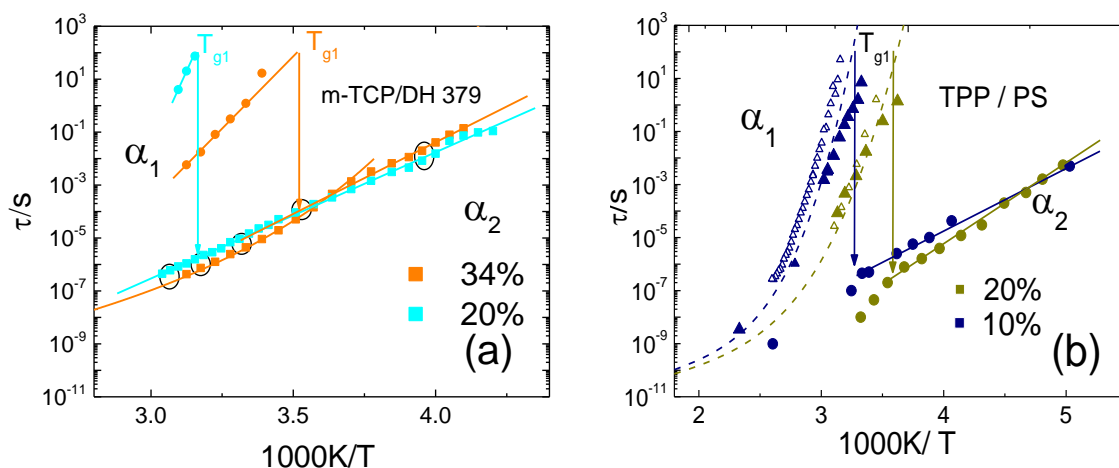 (a)
T_g1
T_g1
m-TCP/DH 379
α_1
α_2
34%
20%
τ/s
10^3
10^1
10^-1
10^-3
10^-5
10^-7
10^-9
10^-11
3.0 3.5 4.0
1000K/T
T_g1
TPP / PS
α_1
α_2
20%
10%
(b)
τ/s
10^3
10^1
10^-1
10^-3
10^-5
10^-7
10^-9
10^-11
2 3 4 5
1000K/ T